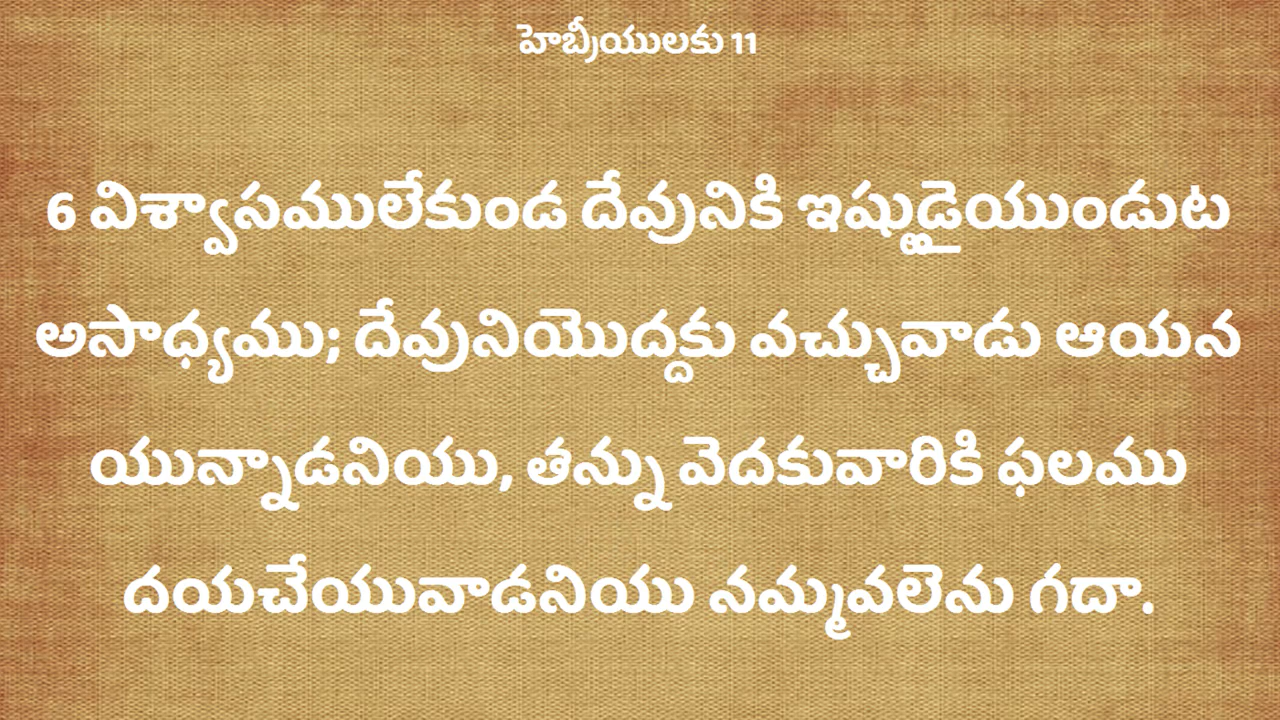 హెబ్రీయులకు 11
6 విశ్వాసములేకుండ దేవునికి ఇష్టుడైయుండుట
అసాధ్యము; దేవునియొద్దకు వచ్చువాడు ఆయన
యున్నాడనియు, తన్ను వెదకువారికి ఫలము
దయచేయువాడనియు నమ్మవలెను గదా.